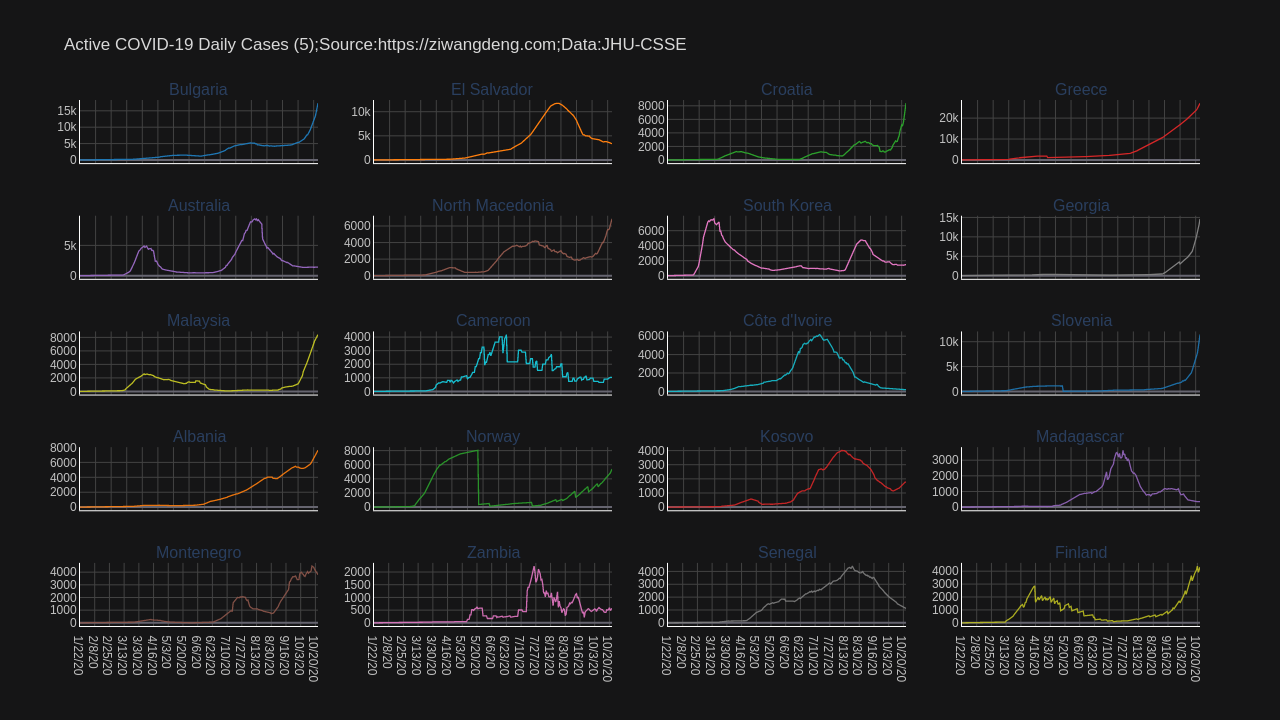 Active COVID-19 Daily Cases (5);Source:https://ziwangdeng.com;Data:JHU-CSSE
Bulgaria
15k
10k
5k
0
El Salvador
10k
5k
0
Croatia
8000
6000
4000
2000
0
Greece
20k
10k
0
Australia
5k
0
North Macedonia
6000
4000
2000
0
South Korea
6000
4000
2000
0
Georgia
15k
10k
5k
0
Malaysia
8000
6000
4000
2000
0
Cameroon
4000
3000
2000
1000
0
Côte d'Ivoire
6000
4000
2000
0
Slovenia
10k
5k
0
Albania
8000
6000
4000
2000
0
Norway
8000
6000
4000
2000
0
Kosovo
4000
3000
2000
1000
0
Madagascar
3000
2000
1000
0
Montenegro
4000
3000
2000
1000
0
Zambia
2000
1500
1000
500
0
Senegal
4000
3000
2000
1000
0
Finland
4000
3000
2000
1000
0
1/22/20 2/8/20 2/25/20 3/13/20 3/30/20 4/16/20 5/3/20 5/20/20 6/6/20 6/23/20 7/10/20 7/27/20 8/13/20 8/30/20 9/16/20 10/3/20 10/20/20
1/22/20 2/8/20 2/25/20 3/13/20 3/30/20 4/16/20 5/3/20 5/20/20 6/6/20 6/23/20 7/10/20 7/27/20 8/13/20 8/30/20 9/16/20 10/3/20 10/20/20
1/22/20 2/8/20 2/25/20 3/13/20 3/30/20 4/16/20 5/3/20 5/20/20 6/6/20 6/23/20 7/10/20 7/27/20 8/13/20 8/30/20 9/16/20 10/3/20 10/20/20
1/22/20 2/8/20 2/25/20 3/13/20 3/30/20 4/16/20 5/3/20 5/20/20 6/6/20 6/23/20 7/10/20 7/27/20 8/13/20 8/30/20 9/16/20 10/3/20 10/20/20